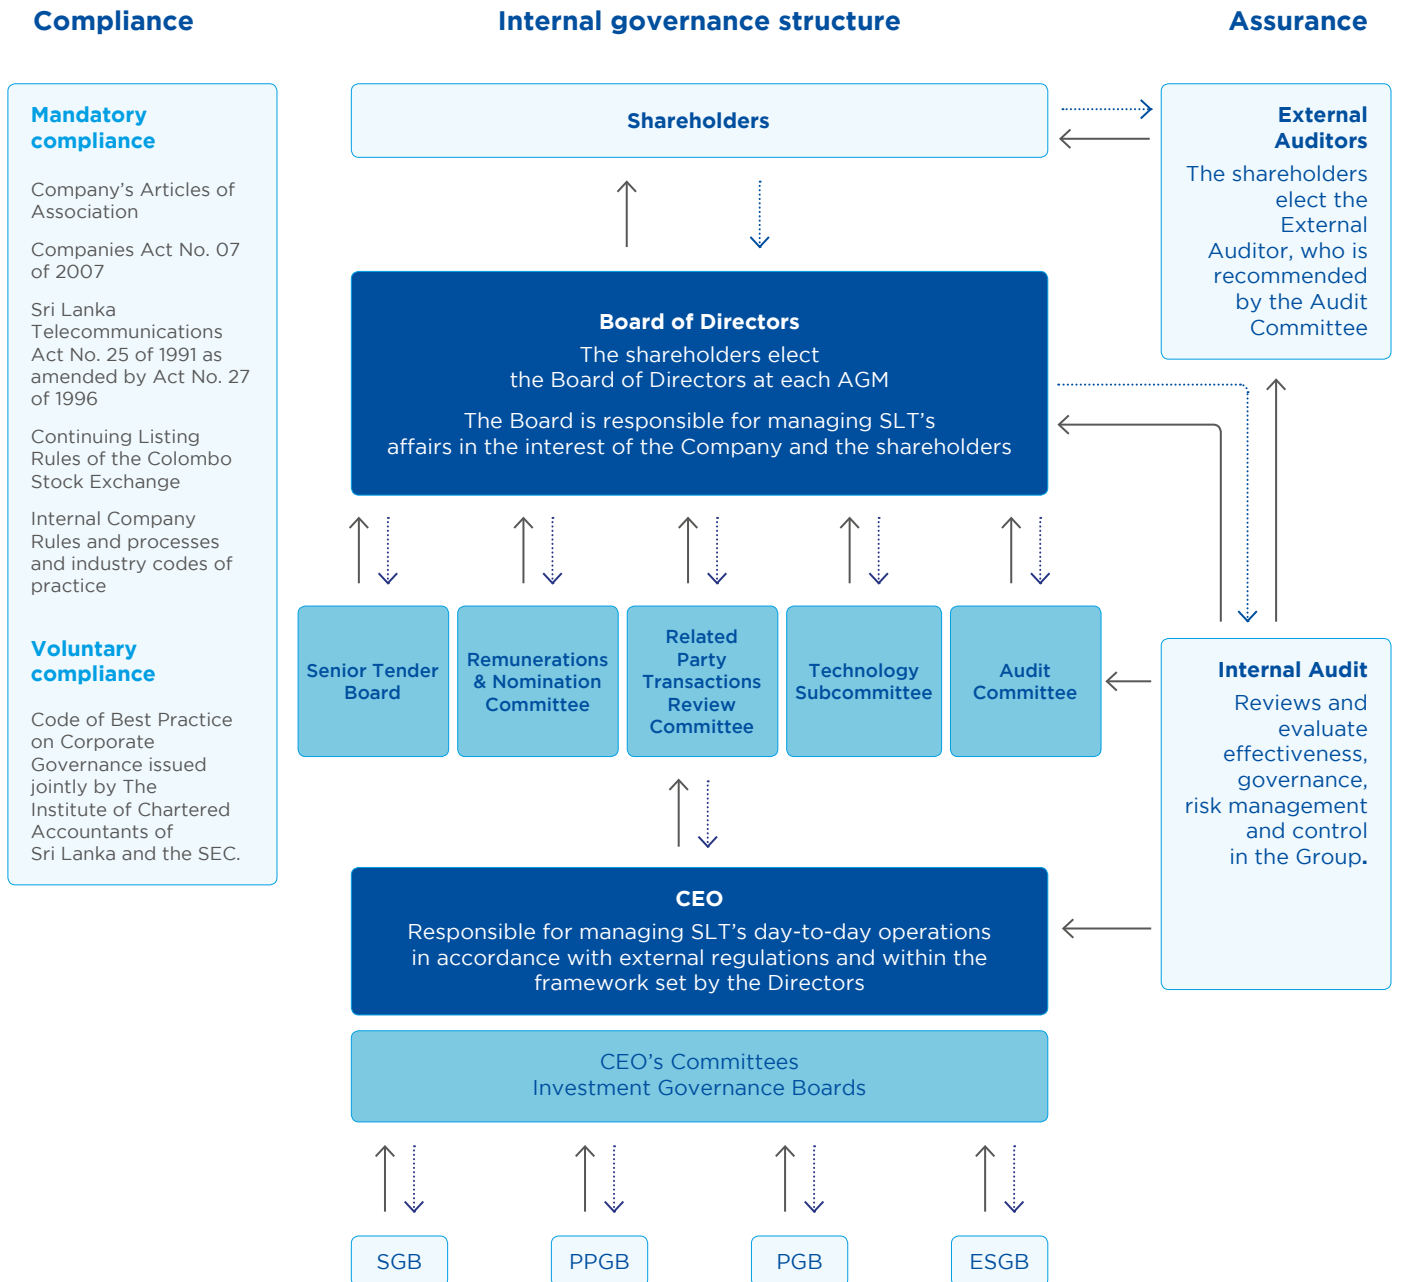 Compliance
Internal governance structure
Assurance
Mandatory
compliance
Company’s Articles of
Association
Companies Act No. 07
of 2007
Sri Lanka
Telecommunications
Act No. 25 of 1991 as
amended by Act No. 27
of 1996
Continuing Listing
Rules of the Colombo
Stock Exchange
Internal Company
Rules and processes
and industry codes of
practice
Voluntary
compliance
Code of Best Practice
on Corporate
Governance issued
jointly by The
Institute of Chartered
Accountants of
Sri Lanka and the SEC.
Shareholders
Board of Directors
The shareholders elect
the Board of Directors at each AGM
The Board is responsible for managing SLT’s
affairs in the interest of the Company and the shareholders
Senior Tender
Board
Remunerations
& Nomination
Committee
Related
Party
Transactions
Review
Committee
Technology
Subcommittee
Audit
Committee
CEO
Responsible for managing SLT’s day-to-day operations
in accordance with external regulations and within the
framework set by the Directors
CEO’s Committees
Investment Governance Boards
SGB
PPGB
PGB
ESGB
External
Auditors
The shareholders
elect the
External
Auditor, who is
recommended
by the Audit
Committee
Internal Audit
Reviews and
evaluate
effectiveness,
governance,
risk management
and control
in the Group.